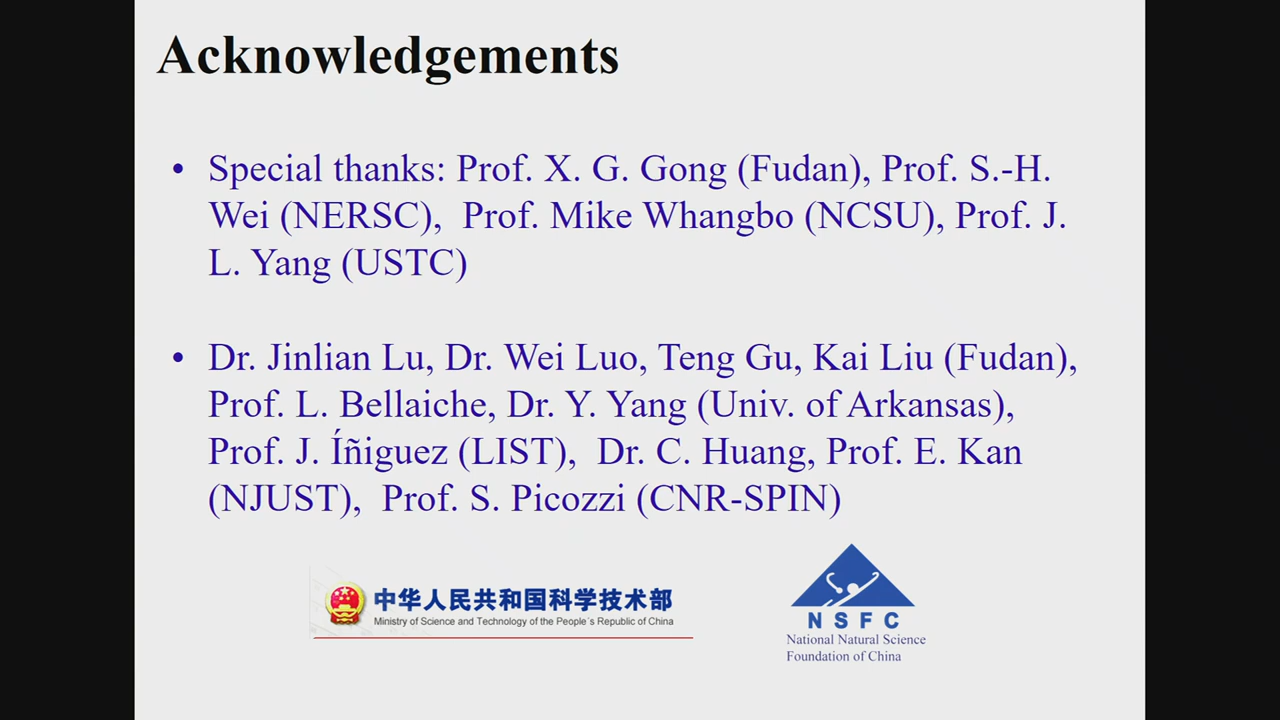 Acknowledgements
• Special thanks: Prof. X. G. Gong (Fudan), Prof. S.-H.
Wei (NERSC), Prof. Mike Whangbo (NCSU), Prof. J.
L. Yang (USTC)
• Dr. Jinlian Lu, Dr. Wei Luo, Teng Gu, Kai Liu (Fudan),
Prof. L. Bellaiche, Dr. Y. Yang (Univ. of Arkansas),
Prof. J. Íñiguez (LIST), Dr. C. Huang, Prof. E. Kan
(NJUST), Prof. S. Picozzi (CNR-SPIN)
中华人民共和国科学技术部
Ministry of Science and Technology of the People´s Republic of China
NSFC
National Natural Science
Foundation of China